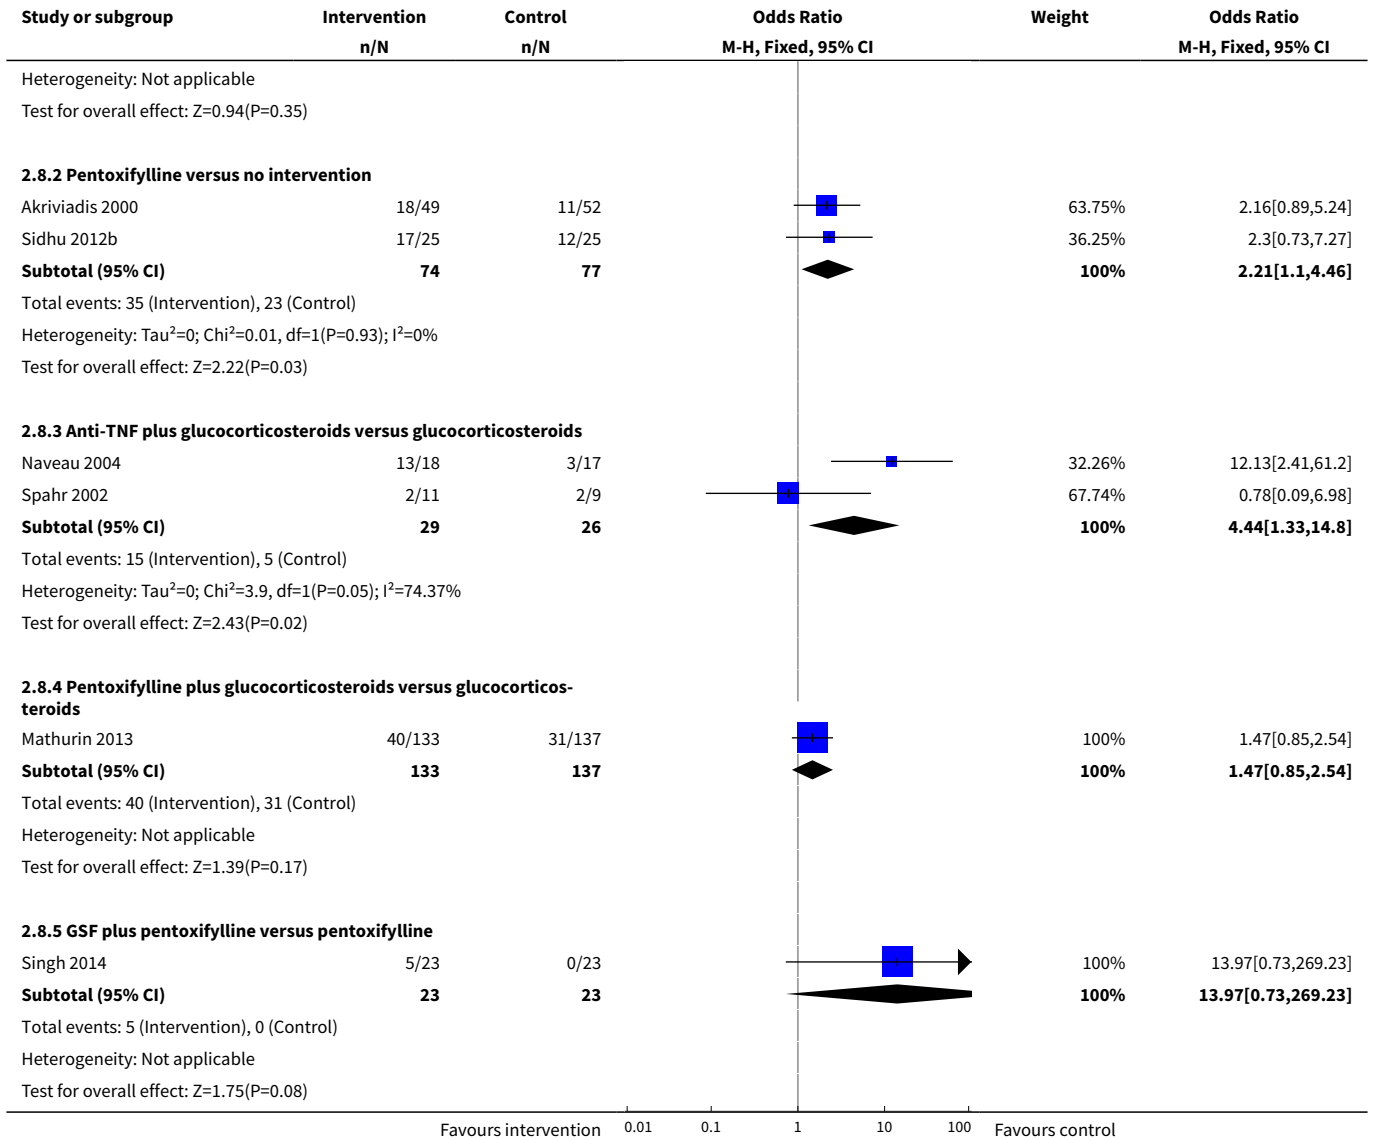 Study or subgroup Intervention Control Odds Ratio Weight Odds Ratio
n/N n/N M-H, Fixed, 95% CI M-H, Fixed, 95% CI
Heterogeneity: Not applicable
Test for overall effect: Z=0.94(P=0.35)
2.8.2 Pentoxifylline versus no intervention
Akriviadis 2000 18/49 11/52 63.75% 2.16[0.89,5.24]
Sidhu 2012b 17/25 12/25 36.25% 2.3[0.73,7.27]
Subtotal (95% CI) 74 77 100% 2.21[1.1,4.46]
Total events: 35 (Intervention), 23 (Control)
Heterogeneity: Tau²=0; Chi²=0.01, df=1(P=0.93); I²=0%
Test for overall effect: Z=2.22(P=0.03)
2.8.3 Anti-TNF plus glucocorticosteroids versus glucocorticosteroids
Naveau 2004 13/18 3/17 32.26% 12.13[2.41,61.2]
Spahr 2002 2/11 2/9 67.74% 0.78[0.09,6.98]
Subtotal (95% CI) 29 26 100% 4.44[1.33,14.8]
Total events: 15 (Intervention), 5 (Control)
Heterogeneity: Tau²=0; Chi²=3.9, df=1(P=0.05); I²=74.37%
Test for overall effect: Z=2.43(P=0.02)
2.8.4 Pentoxifylline plus glucocorticosteroids versus glucocorticos-
teroids
Mathurin 2013 40/133 31/137 100% 1.47[0.85,2.54]
Subtotal (95% CI) 133 137 100% 1.47[0.85,2.54]
Total events: 40 (Intervention), 31 (Control)
Heterogeneity: Not applicable
Test for overall effect: Z=1.39(P=0.17)
2.8.5 GSF plus pentoxifylline versus pentoxifylline
Singh 2014 5/23 0/23 100% 13.97[0.73,269.23]
Subtotal (95% CI) 23 23 100% 13.97[0.73,269.23]
Total events: 5 (Intervention), 0 (Control)
Heterogeneity: Not applicable
Test for overall effect: Z=1.75(P=0.08)
Favours intervention 0.01 0.1 1 10 100 Favours control